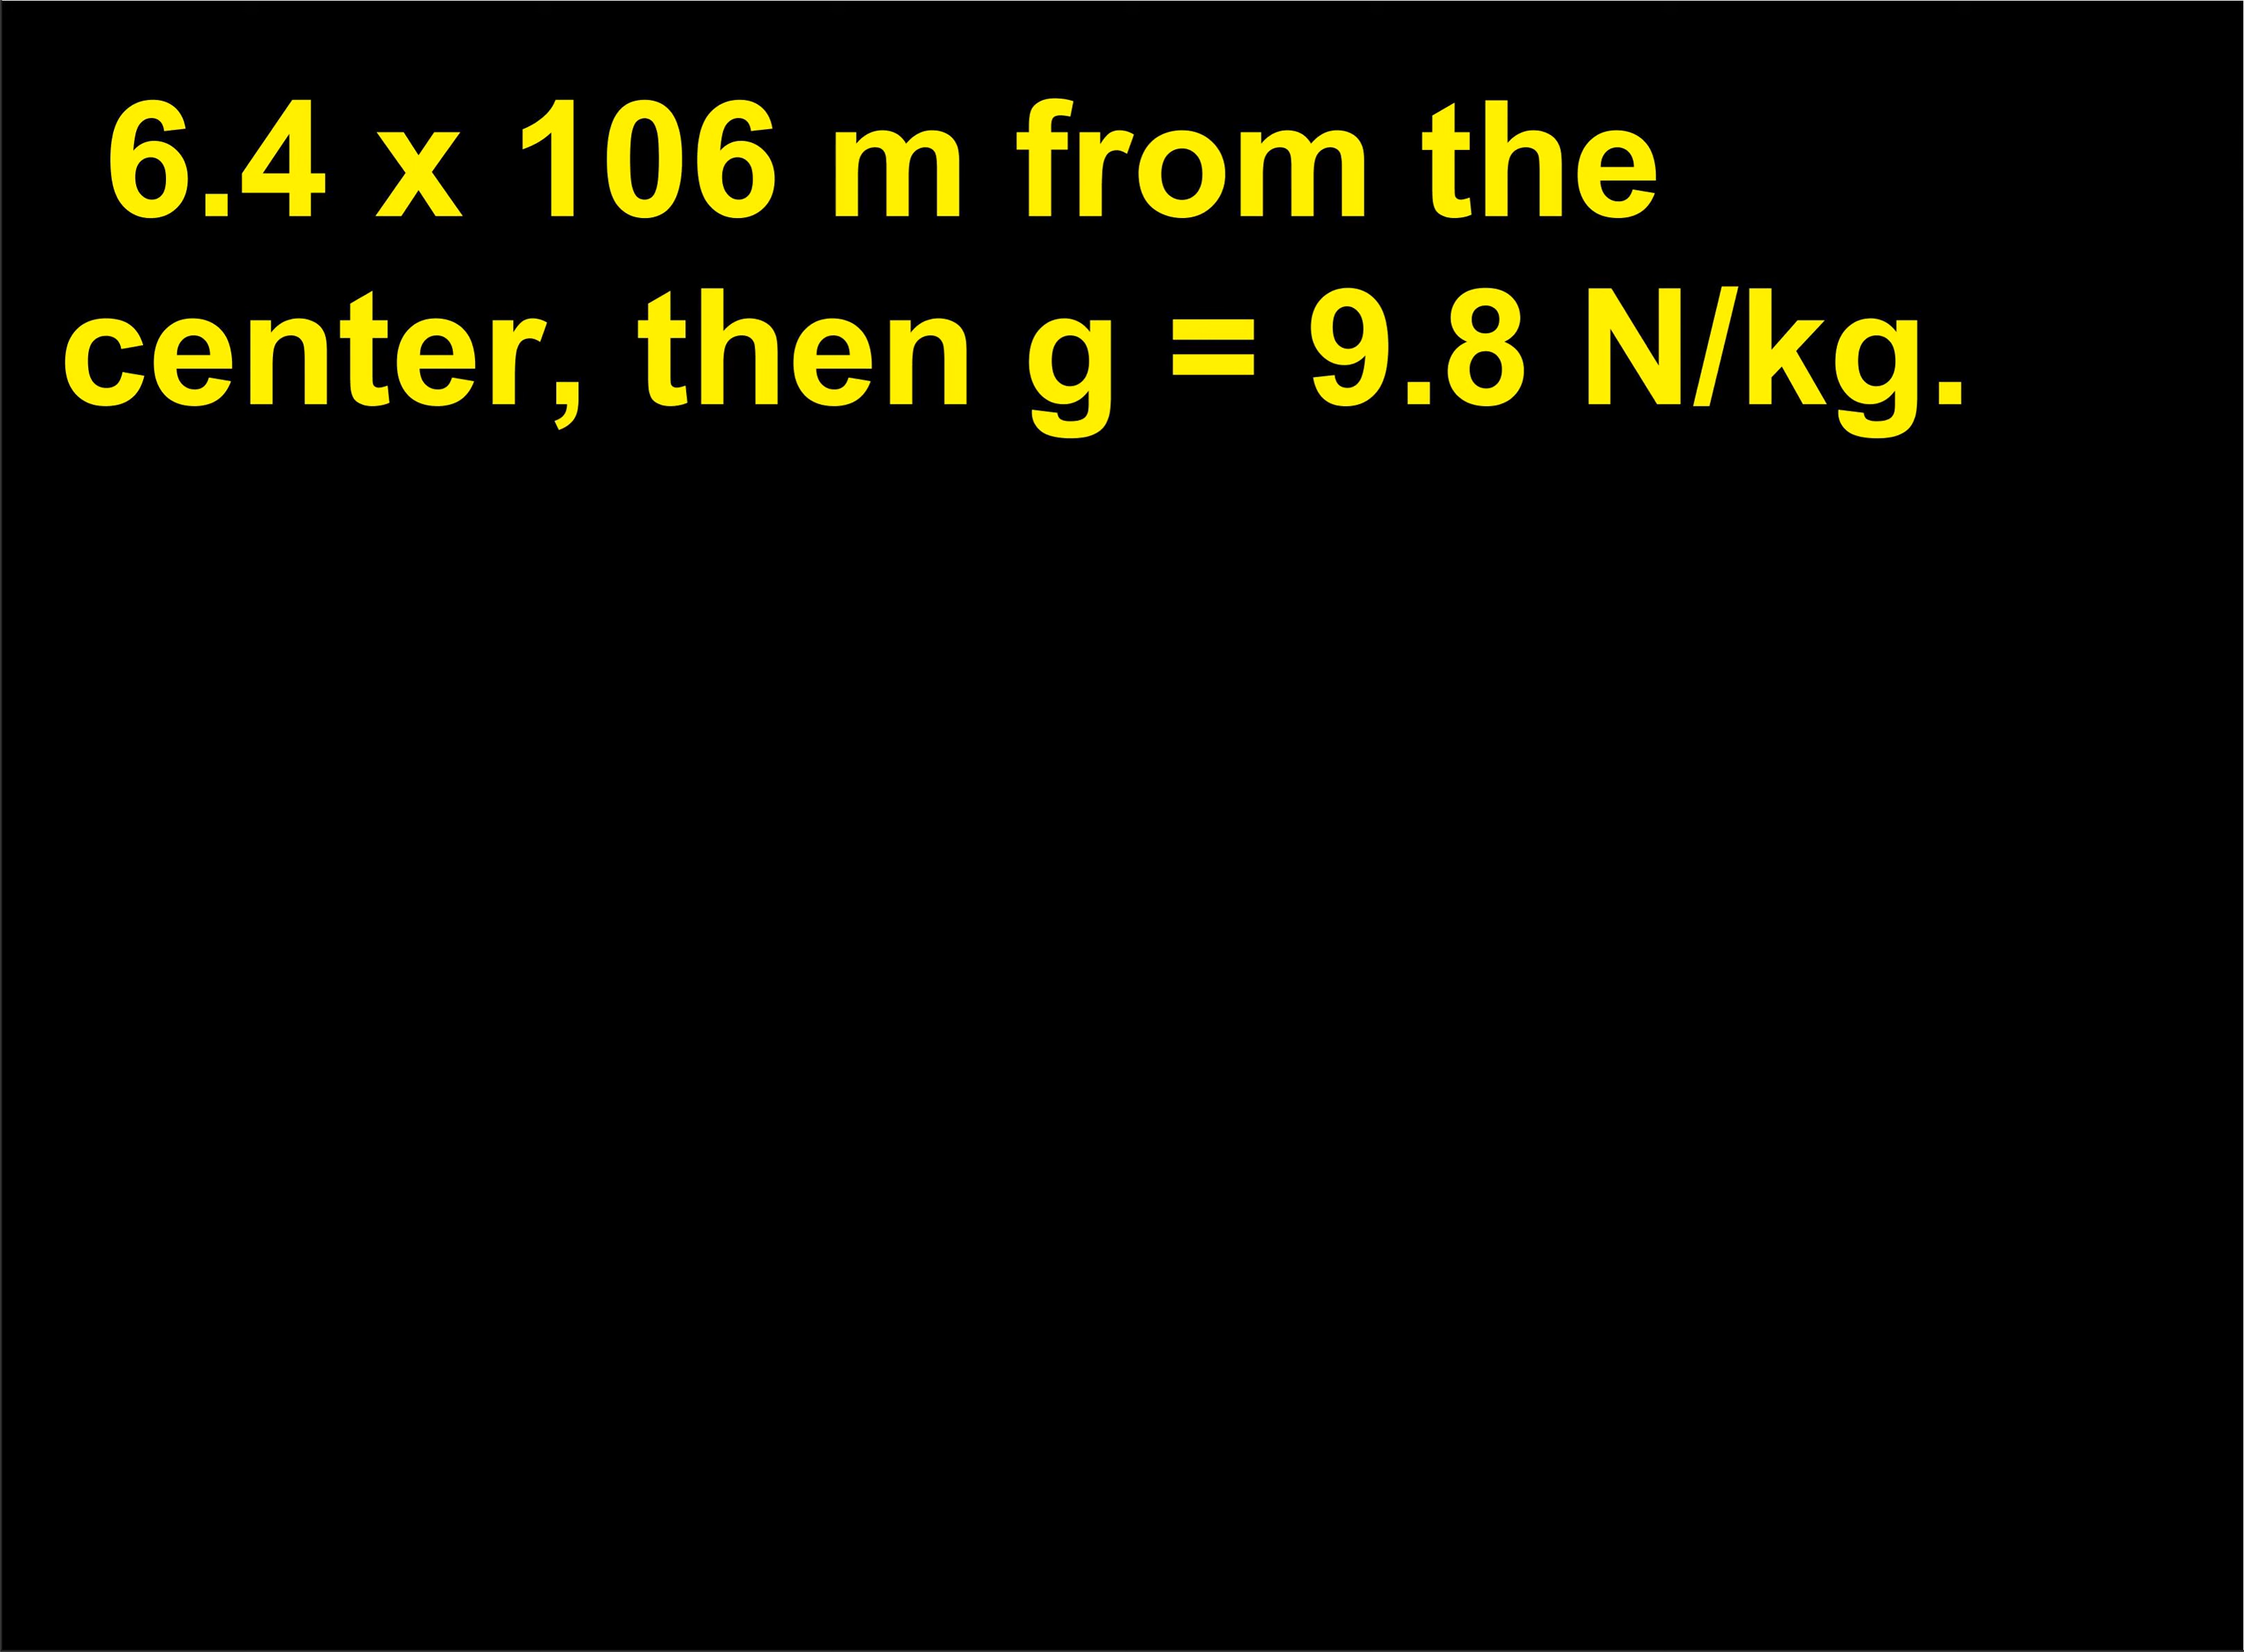 6.4 x 106 m from the
center, then g = 9.8 N/kg.